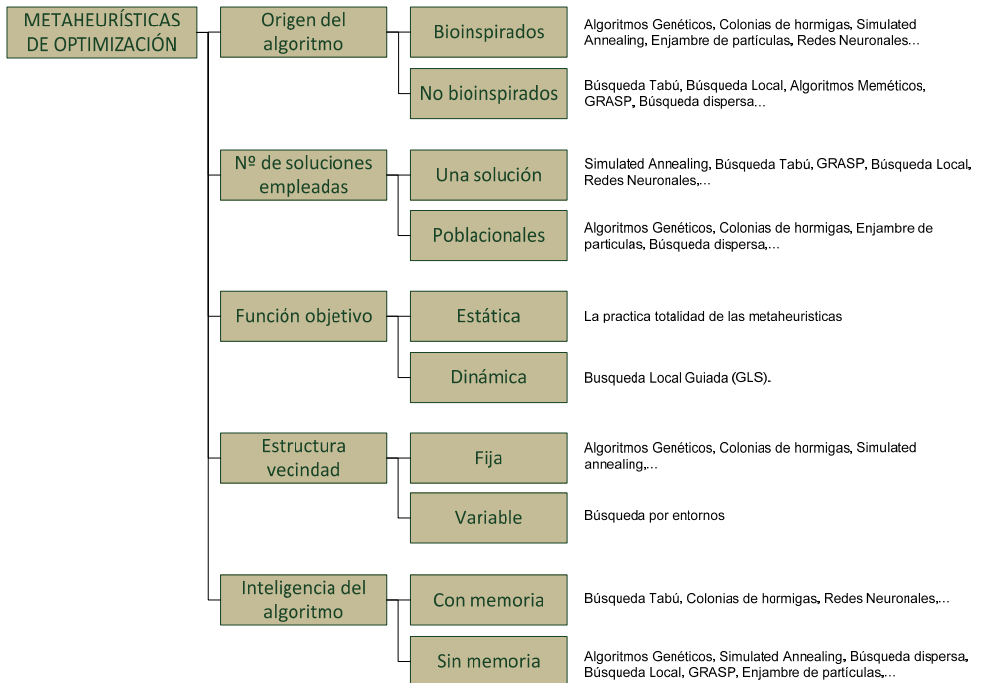 METAHEURÍSTICAS
DE OPTIMIZACIÓN
Origen del
algoritmo
Bioinspirados
Algoritmos Genéticos, Colonias de hormigas, Simulated
Annealing, Enjambre de partículas, Redes Neuronales...
No bioinspirados
Búsqueda Tabú, Búsqueda Local, Algoritmos Meméticos,
GRASP, Búsqueda dispersa...
Nº de soluciones
empleadas
Una solución
Simulated Annealing, Búsqueda Tabú, GRASP, Búsqueda Local,
Redes Neuronales,...
Poblacionales
Algoritmos Genéticos, Colonias de hormigas, Enjambre de
particulas, Búsqueda dispersa,...
Función objetivo
Estática
La practica totalidad de las metaheuristicas
Dinámica
Busqueda Local Guiada (GLS).
Estructura
vecindad
Fija
Algoritmos Genéticos, Colonias de hormigas, Simulated
annealing,...
Variable
Búsqueda por entornos
Inteligencia del
algoritmo
Con memoria
Búsqueda Tabú, Colonias de hormigas, Redes Neuronales,...
Sin memoria
Algoritmos Genéticos, Simulated Annealing, Búsqueda dispersa,
Búsqueda Local, GRASP, Enjambre de partículas,...